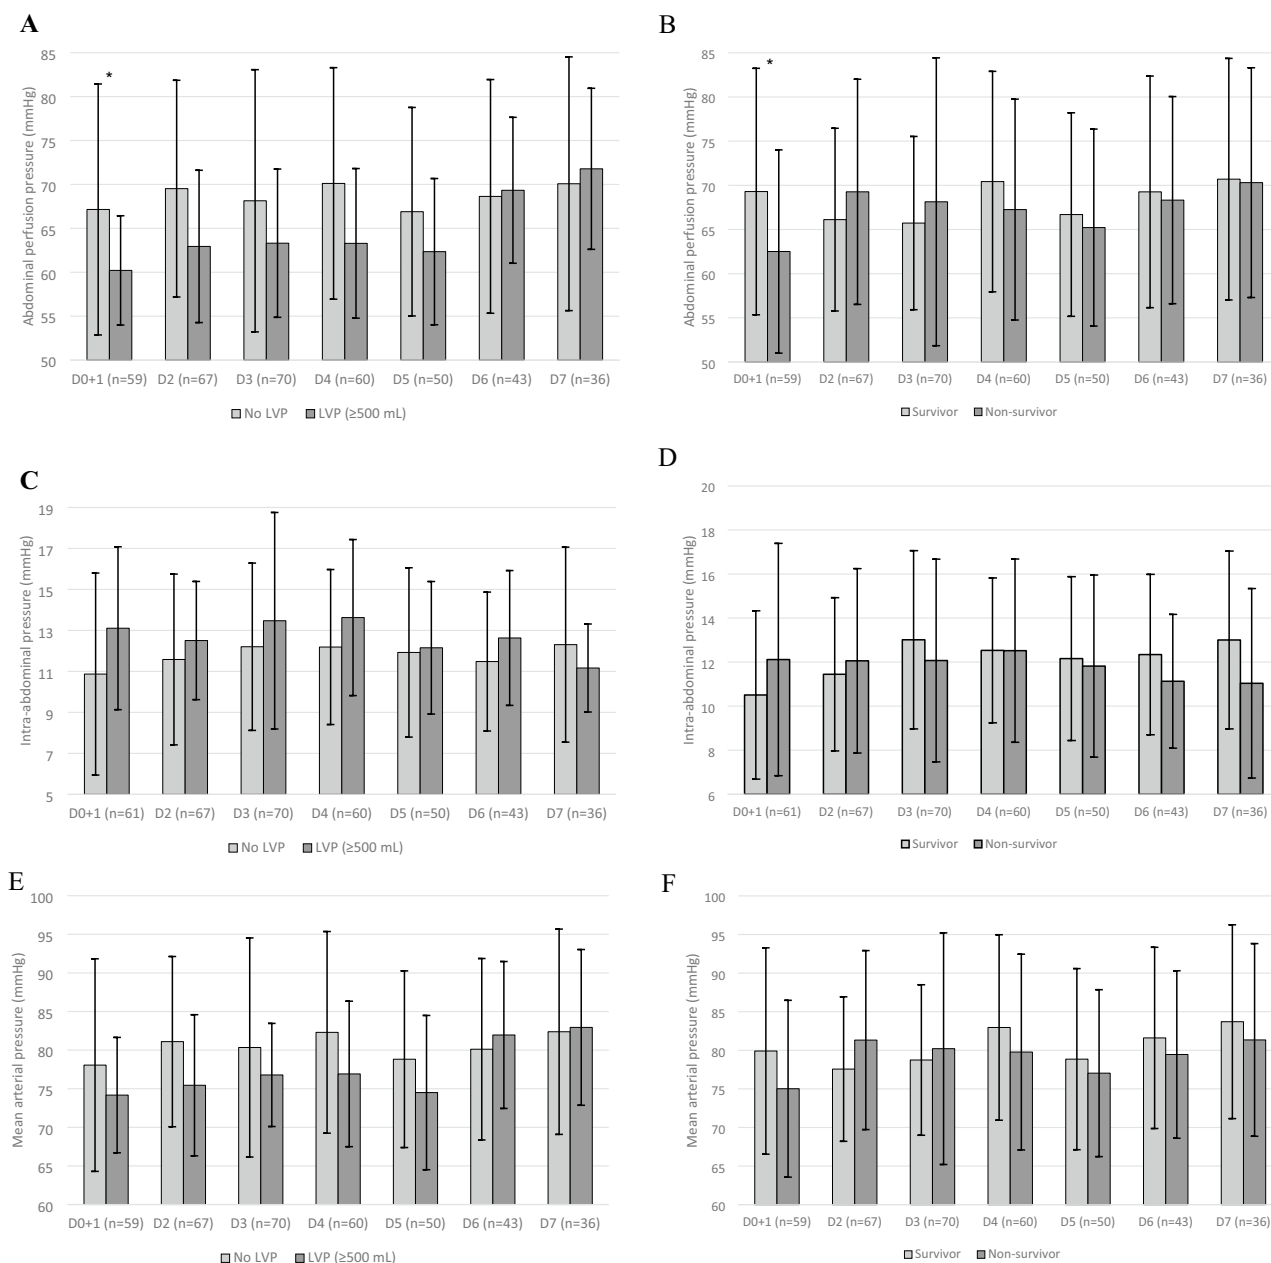 A
Abdominal perfusion pressure (mmHg)
85
80
75
70
65
60
55
50
*
D0+1 (n=59) D2 (n=67) D3 (n=70) D4 (n=60) D5 (n=50) D6 (n=43) D7 (n=36)
No LVP LVP (≥500 mL)
B
Abdominal perfusion pressure (mmHg)
85
80
75
70
65
60
55
50
*
D0+1 (n=59) D2 (n=67) D3 (n=70) D4 (n=60) D5 (n=50) D6 (n=43) D7 (n=36)
Survivor Non-survivor
C
Intra-abdominal pressure (mmHg)
19
17
15
13
11
9
7
5
D0+1 (n=61) D2 (n=67) D3 (n=70) D4 (n=60) D5 (n=50) D6 (n=43) D7 (n=36)
No LVP LVP (≥500 mL)
D
Intra-abdominal pressure (mmHg)
20
18
16
14
12
10
8
6
D0+1 (n=61) D2 (n=67) D3 (n=70) D4 (n=60) D5 (n=50) D6 (n=43) D7 (n=36)
Survivor Non-survivor
E
Mean arterial pressure (mmHg)
100
95
90
85
80
75
70
65
60
D0+1 (n=59) D2 (n=67) D3 (n=70) D4 (n=60) D5 (n=50) D6 (n=43) D7 (n=36)
No LVP LVP (≥500 mL)
F
Mean arterial pressure (mmHg)
100
95
90
85
80
75
70
65
60
D0+1 (n=59) D2 (n=67) D3 (n=70) D4 (n=60) D5 (n=50) D6 (n=43) D7 (n=36)
Survivor Non-survivor